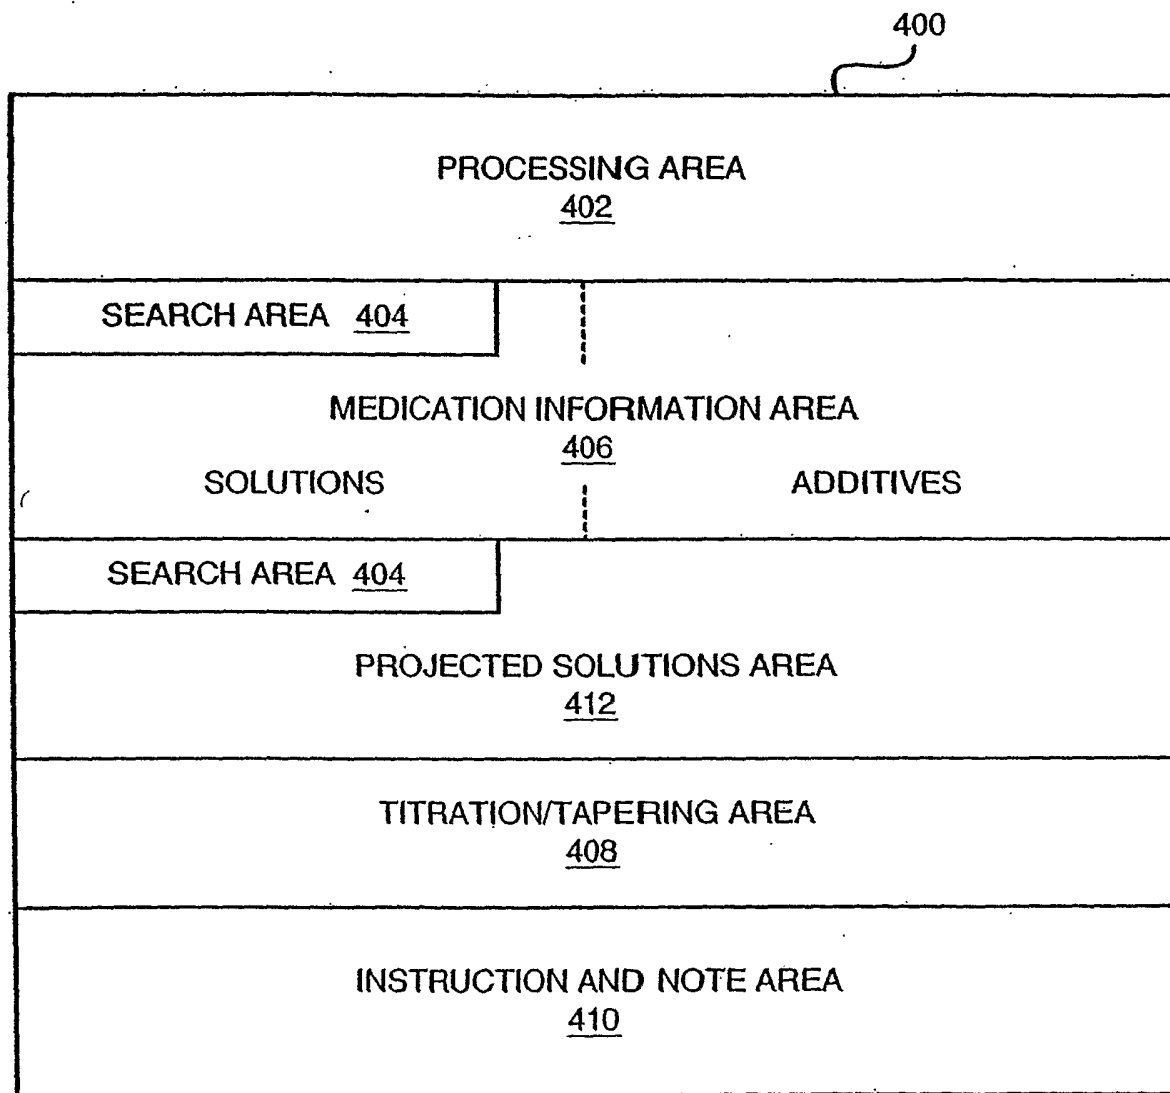 400
PROCESSING AREA
402
SEARCH AREA 404
MEDICATION INFORMATION AREA
406
SOLUTIONS ADDITIVES
SEARCH AREA 404
PROJECTED SOLUTIONS AREA
412
TITRATION/TAPERING AREA
408
INSTRUCTION AND NOTE AREA
410